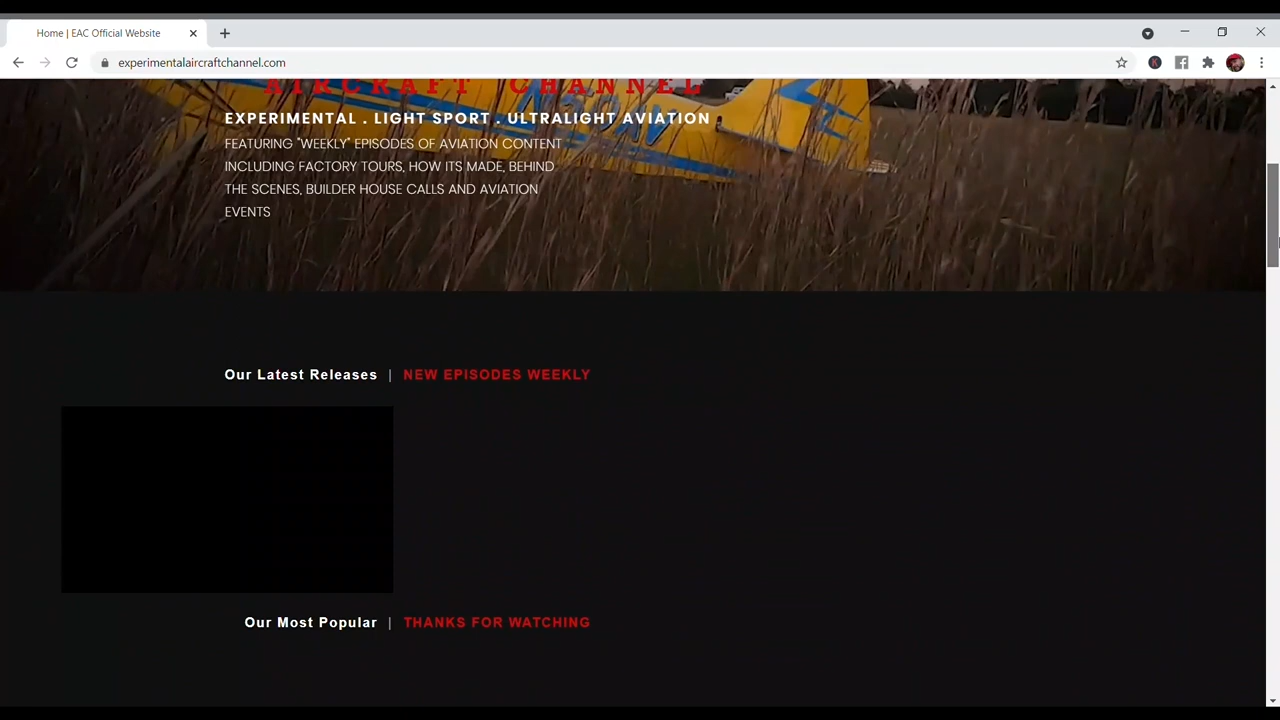 Home | EAC Official Website
experimentalaircraftchannel.com
AIRCRAFT CHANNEL
EXPERIMENTAL . LIGHT SPORT . ULTRALIGHT AVIATION
FEATURING "WEEKLY" EPISODES OF AVIATION CONTENT
INCLUDING FACTORY TOURS, HOW ITS MADE, BEHIND
THE SCENES, BUILDER HOUSE CALLS AND AVIATION
EVENTS
Our Latest Releases | NEW EPISODES WEEKLY
Our Most Popular | THANKS FOR WATCHING